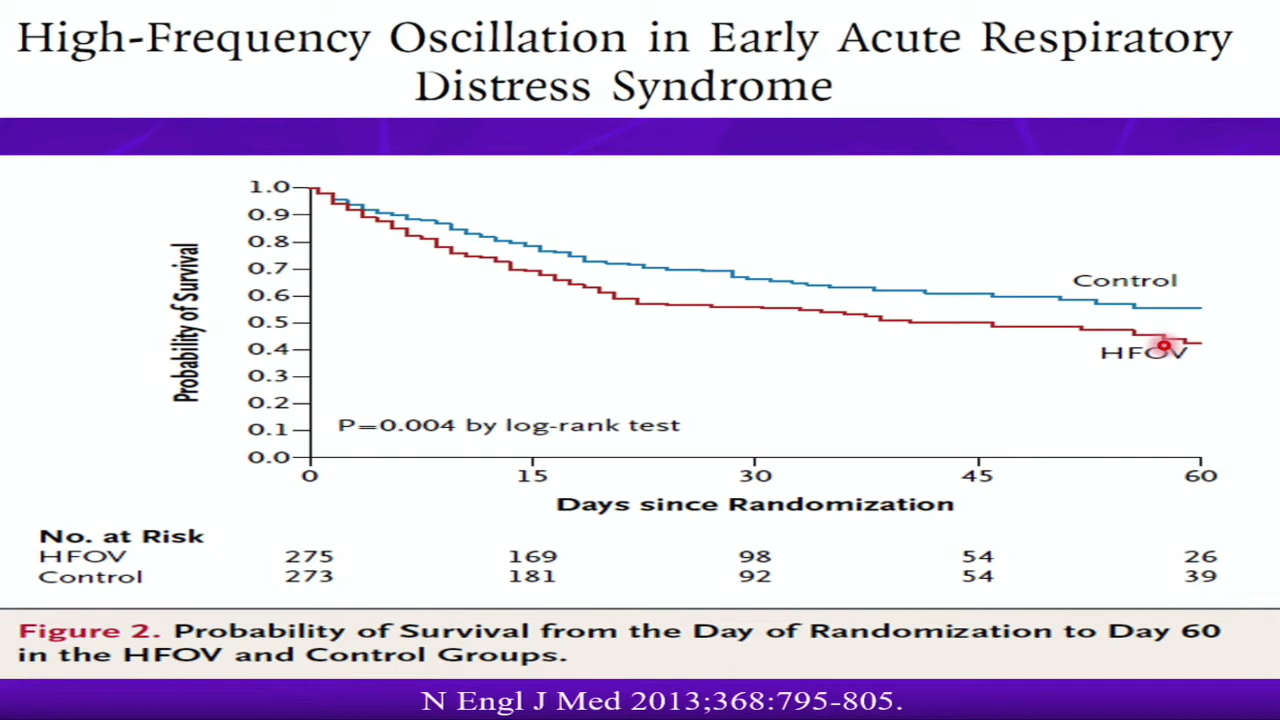 High-Frequency Oscillation in Early Acute Respiratory
Distress Syndrome
Probability of Survival
1.0
0.9
0.8
0.7
0.6
0.5
0.4
0.3
0.2
0.1
0.0
Control
HFOV
P=0.004 by log-rank test
0 15 30 45 60
Days since Randomization
No. at Risk
HFOV 275 169 98 54 26
Control 273 181 92 54 39
Figure 2. Probability of Survival from the Day of Randomization to Day 60
in the HFOV and Control Groups.
N Engl J Med 2013;368:795-805.